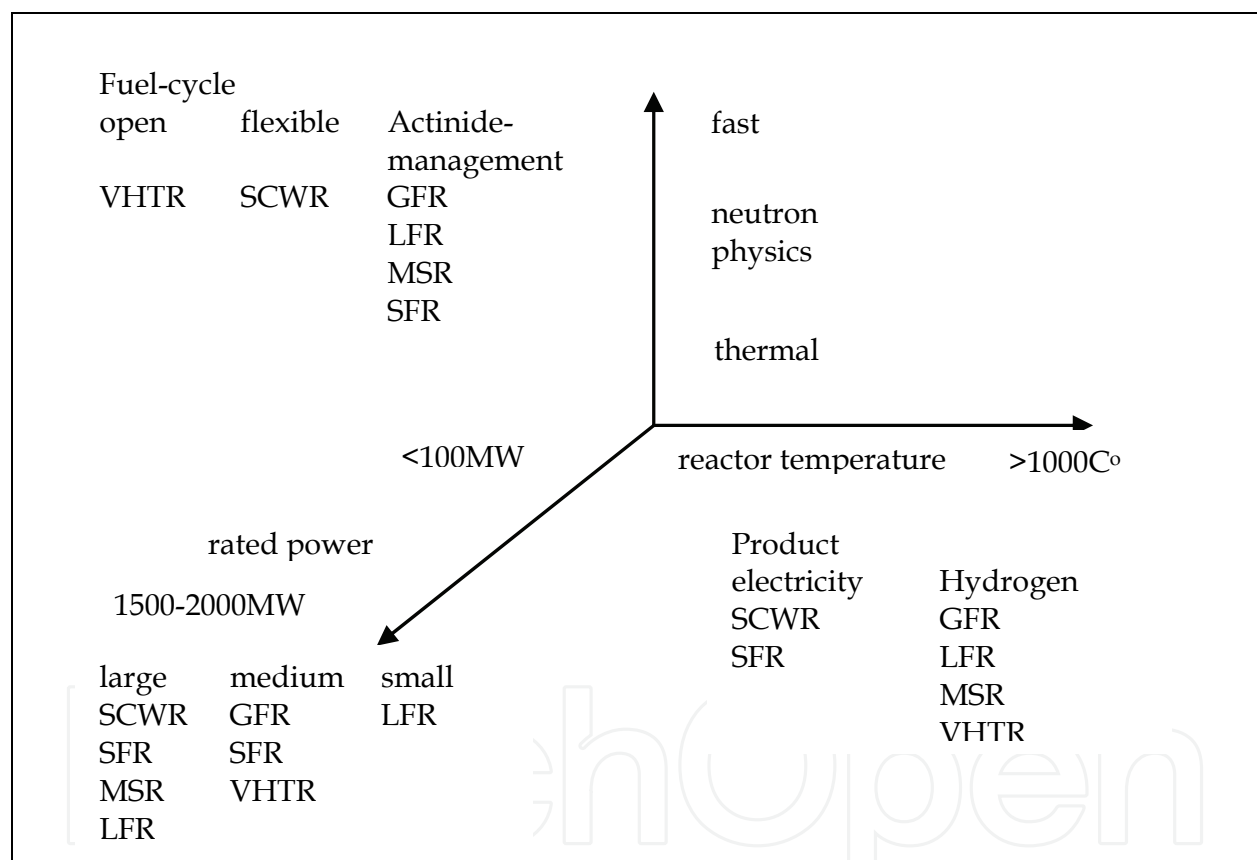 Fuel-cycle
open flexible Actinide-
management
VHTR SCWR GFR
LFR
MSR
SFR
fast
neutron
physics
thermal
<100MW
reactor temperature >1000Cᵒ
rated power
1500-2000MW
Product
electricity Hydrogen
SCWR GFR
SFR LFR
MSR
VHTR
large medium small
SCWR GFR LFR
SFR SFR
MSR VHTR
LFR